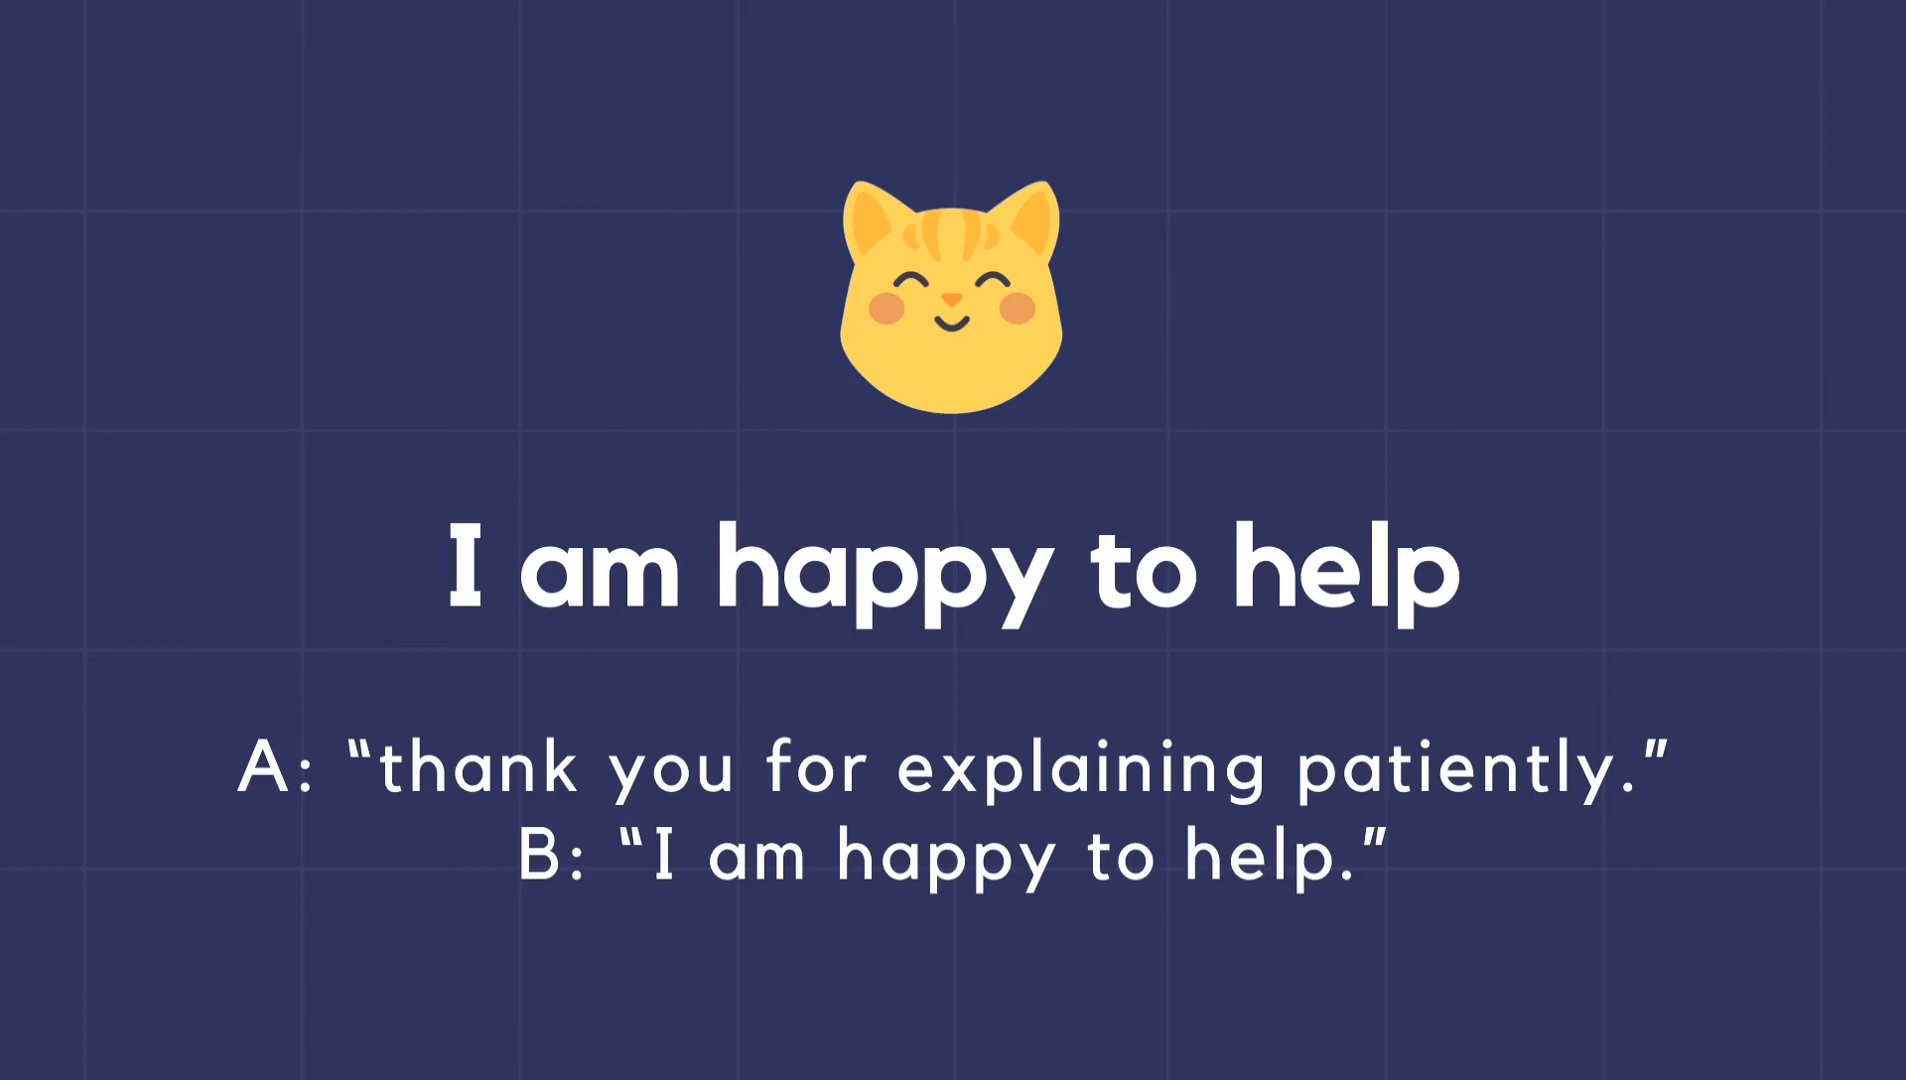 I am happy to help
A: “thank you for explaining patiently.”
B: “I am happy to help.”